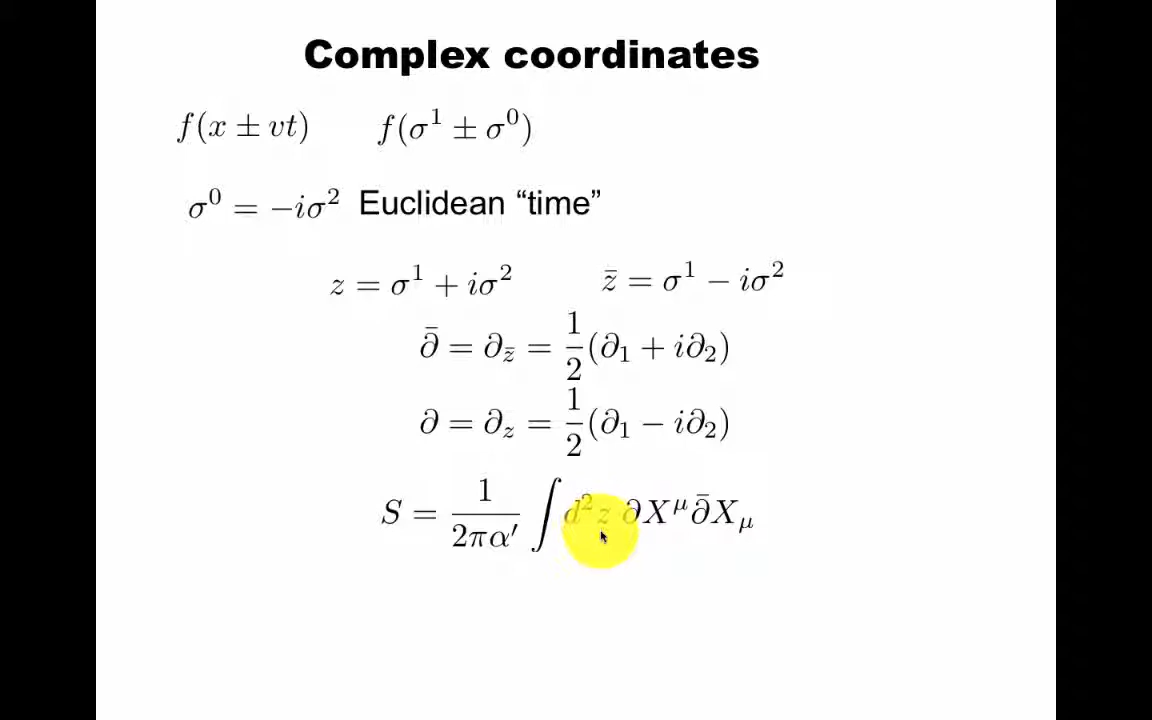 Complex coordinates
f(x ± vt) f(σ¹ ± σ⁰)
σ⁰ = −iσ² Euclidean “time”
z = σ¹ + iσ² z̄ = σ¹ − iσ²
∂̄ = ∂_z̄ = 1/2 (∂₁ + i∂₂)
∂ = ∂_z = 1/2 (∂₁ − i∂₂)
S = 1/(2πα′) ∫ d²z ∂X^μ ∂̄X_μ